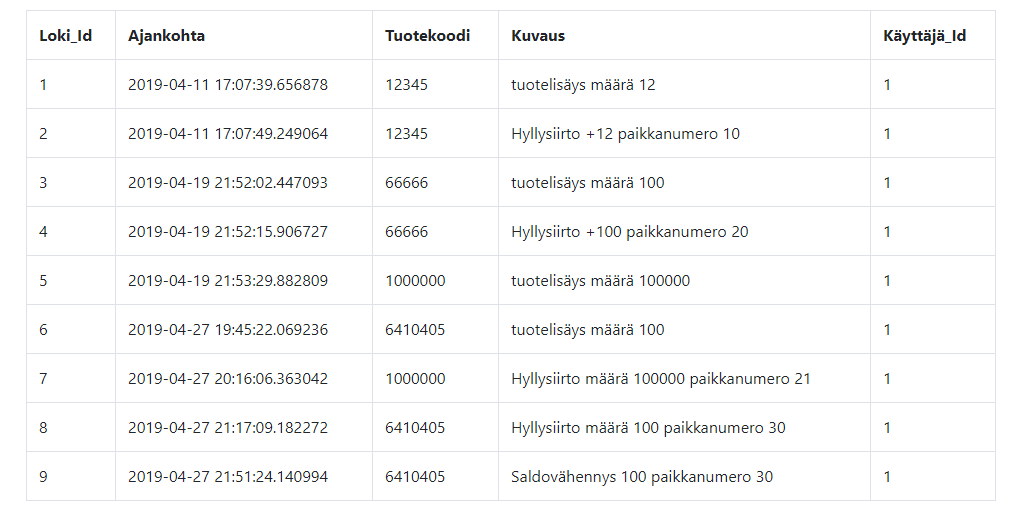 Loki_Id Ajankohta Tuotekoodi Kuvaus Käyttäjä_Id
1 2019-04-11 17:07:39.656878 12345 tuotelisäys määrä 12 1
2 2019-04-11 17:07:49.249064 12345 Hyllysiirto +12 paikkanumero 10 1
3 2019-04-19 21:52:02.447093 66666 tuotelisäys määrä 100 1
4 2019-04-19 21:52:15.906727 66666 Hyllysiirto +100 paikkanumero 20 1
5 2019-04-19 21:53:29.882809 1000000 tuotelisäys määrä 100000 1
6 2019-04-27 19:45:22.069236 6410405 tuotelisäys määrä 100 1
7 2019-04-27 20:16:06.363042 1000000 Hyllysiirto määrä 100000 paikkanumero 21 1
8 2019-04-27 21:17:09.182272 6410405 Hyllysiirto määrä 100 paikkanumero 30 1
9 2019-04-27 21:51:24.140994 6410405 Saldovähennys 100 paikkanumero 30 1